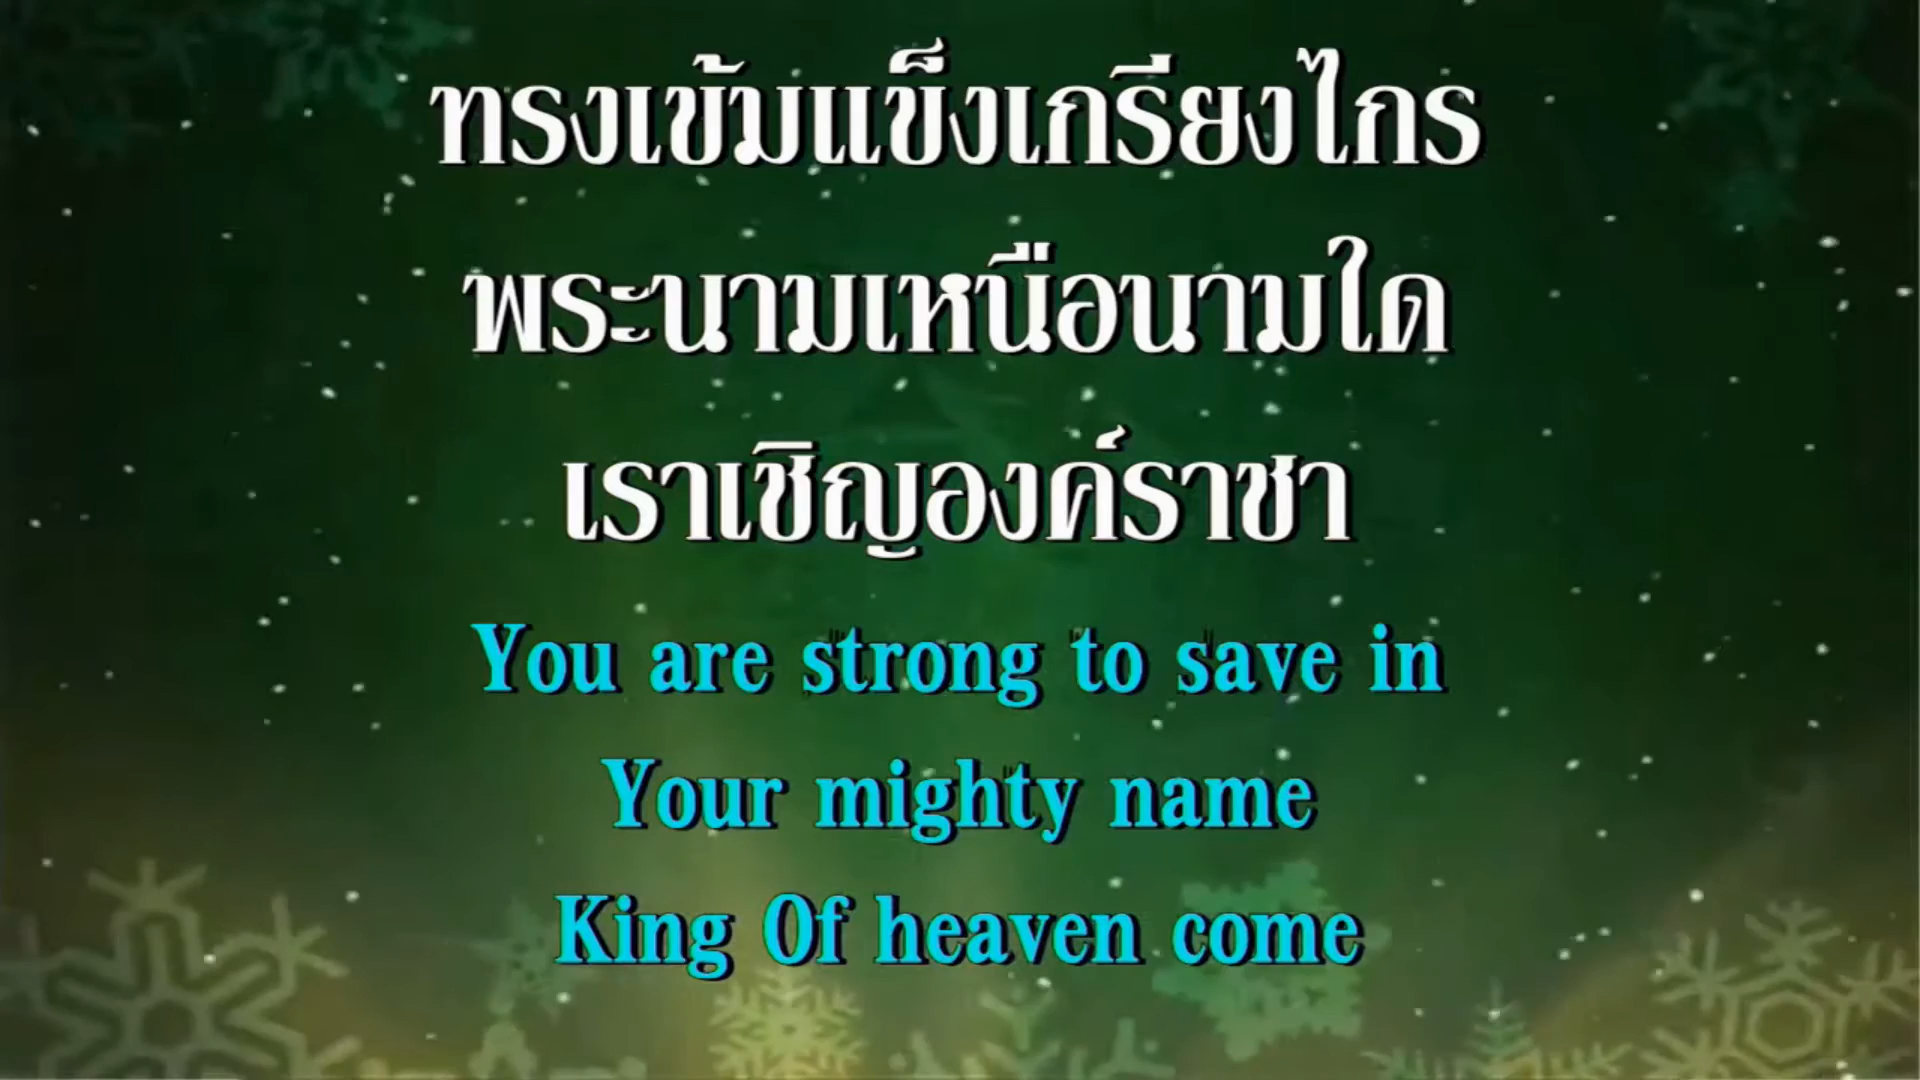 ทรงเข้มแข็งเกรียงไกร
พระนามเหนือนามใด
เราเชิญองค์ราชา
You are strong to save in
Your mighty name
King Of heaven come